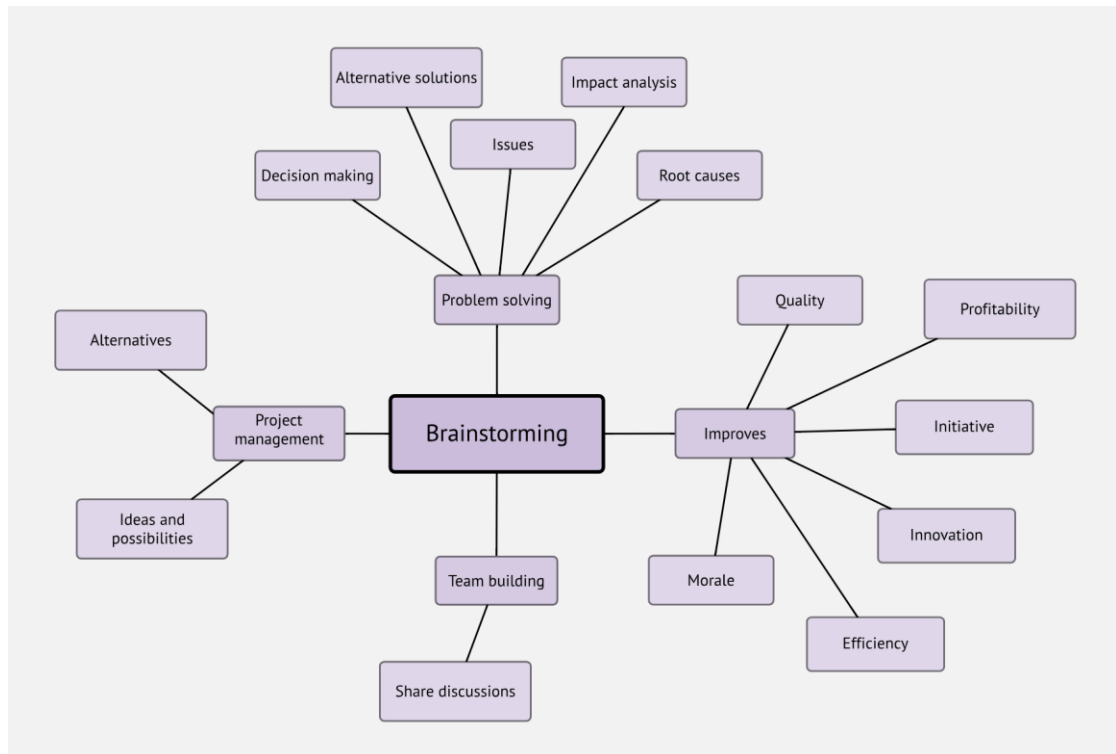 Alternative solutions
Impact analysis
Issues
Decision making
Root causes
Problem solving
Quality
Profitability
Alternatives
Project
management
Brainstorming
Improves
Initiative
Ideas and
possibilities
Innovation
Team building
Morale
Efficiency
Share discussions